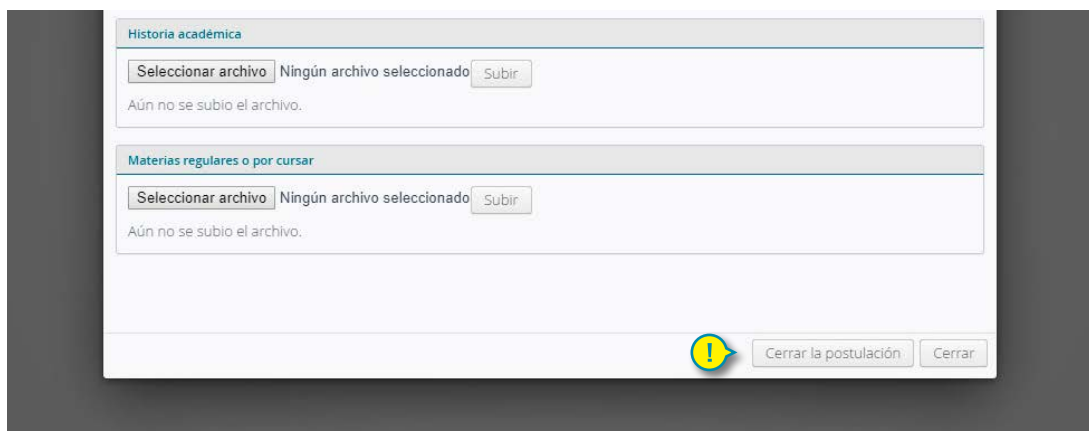 Historia académica
Seleccionar archivo Ningún archivo seleccionado Subir
Aún no se subio el archivo.
Materias regulares o por cursar
Seleccionar archivo Ningún archivo seleccionado Subir
Aún no se subio el archivo.
! Cerrar la postulación Cerrar